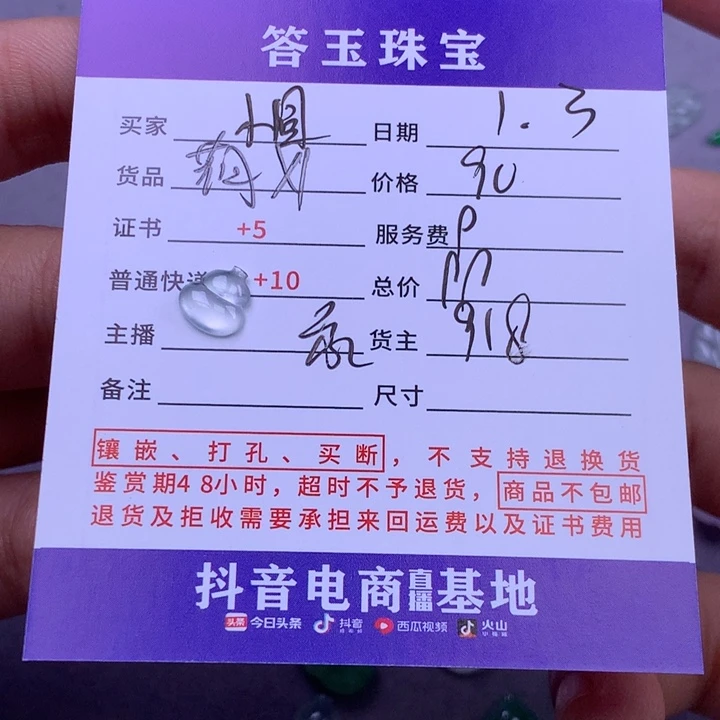 答玉珠宝
买家 小周 日期 1.3
货品 价格 90
证书 +5 服务费
普通快递 +10 总价
主播 货主 918
备注 尺寸
镶嵌、打孔、买断，不支持退换货
鉴赏期48小时，超时不予退货，商品不包邮
退货及拒收需要承担来回运费以及证书费用
抖音电商直播基地
头条 今日头条 抖音 西瓜视频 火山